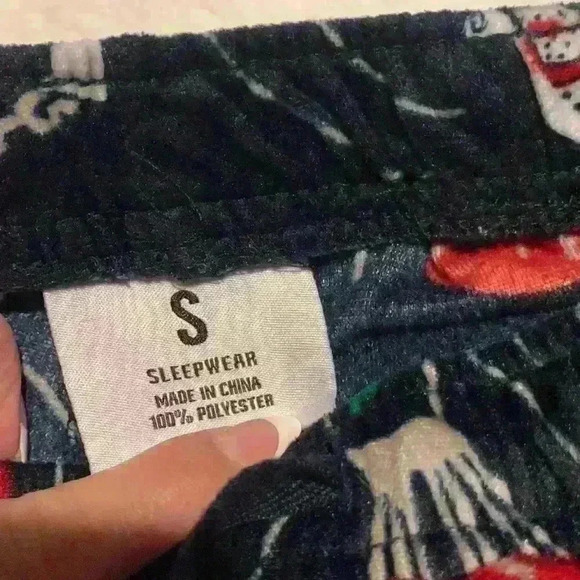 S
SLEEPWEAR
MADE IN CHINA
100% POLYESTER